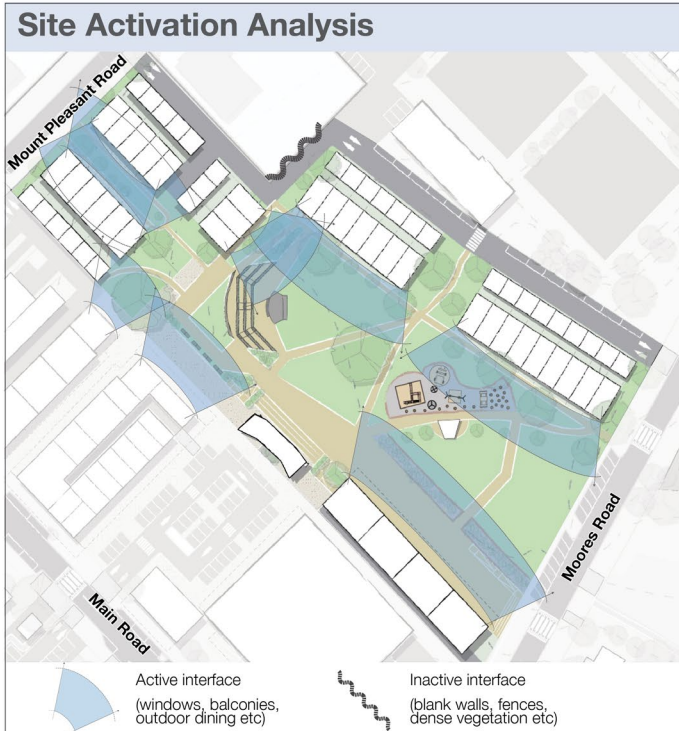 Site Activation Analysis
Mount Pleasant Road
Moores Road
Main Road
Active interface
(windows, balconies,
outdoor dining etc)
Inactive interface
(blank walls, fences,
dense vegetation etc)